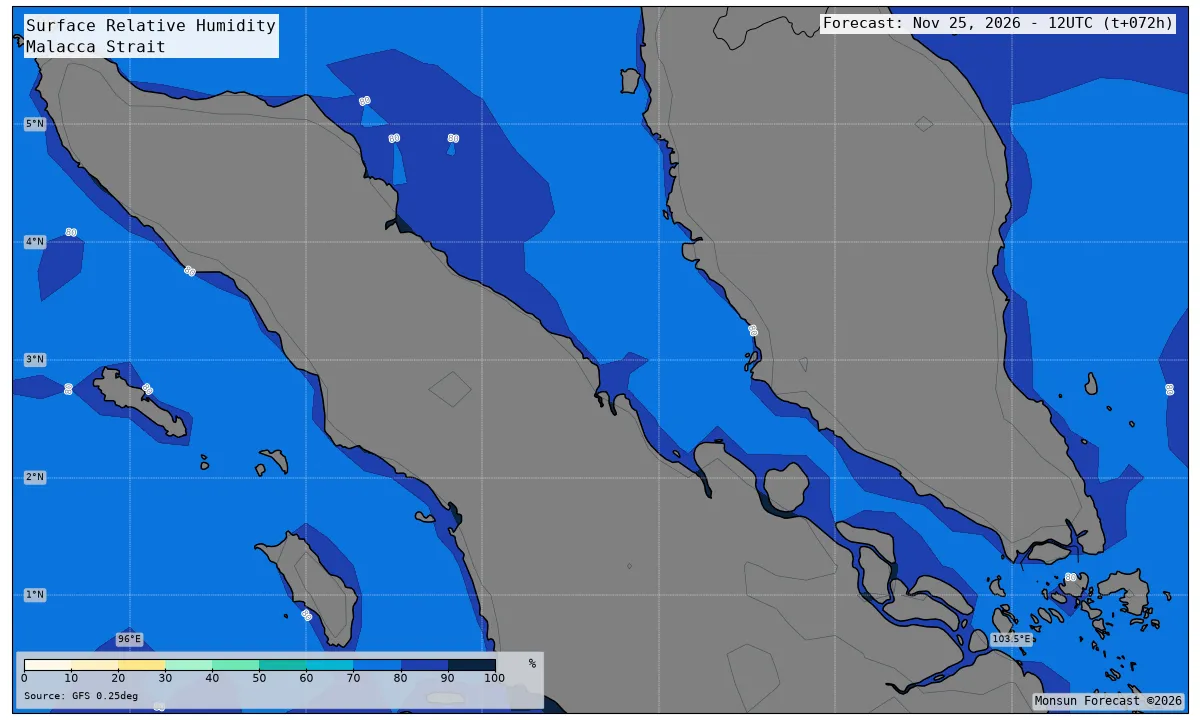 Surface Relative Humidity
Malacca Strait
Forecast: Nov 25, 2026 - 12UTC (t+072h)
80
5°N
80
80
80
4°N
80
80
3°N
80
80
80
2°N
80
1°N
80
96°E
103.5°E
%
0 10 20 30 40 50 60 70 80 90 100
Source: GFS 0.25deg
Monsun Forecast ©2026